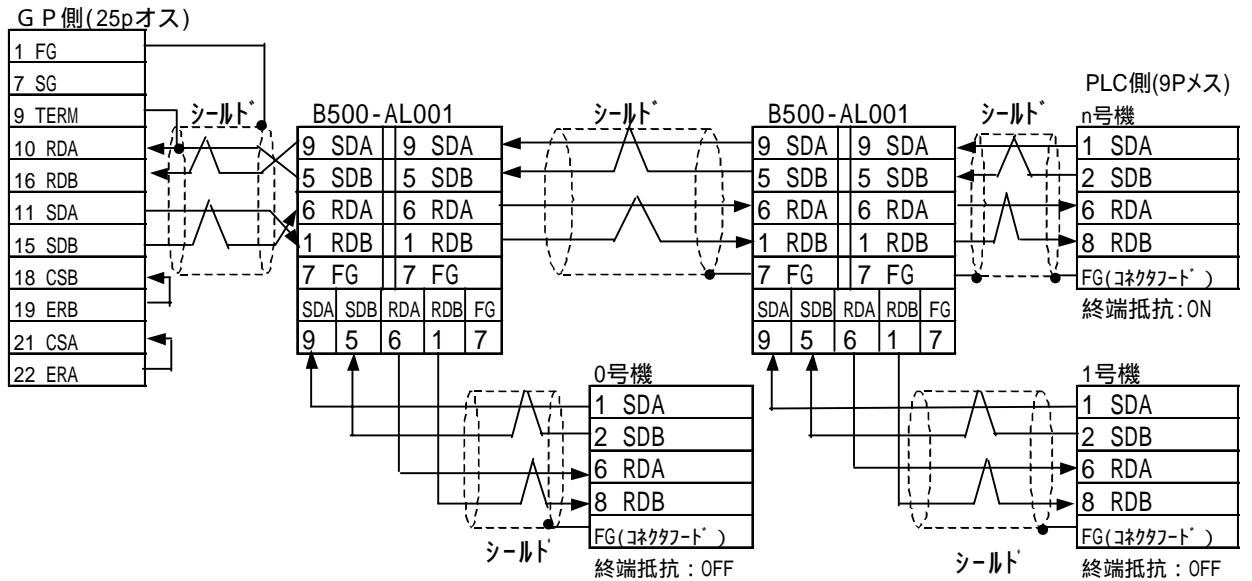 ＧＰ側(25pオス)
1 FG
7 SG
9 TERM
10 RDA
16 RDB
11 SDA
15 SDB
18 CSB
19 ERB
21 CSA
22 ERA
シールド
B500-AL001
9 SDA 9 SDA
5 SDB 5 SDB
6 RDA 6 RDA
1 RDB 1 RDB
7 FG 7 FG
SDA SDB RDA RDB FG
9 5 6 1 7
シールド
B500-AL001
9 SDA 9 SDA
5 SDB 5 SDB
6 RDA 6 RDA
1 RDB 1 RDB
7 FG 7 FG
SDA SDB RDA RDB FG
9 5 6 1 7
シールド
PLC側(9Pメス)
n号機
1 SDA
2 SDB
6 RDA
8 RDB
FG(ｺﾈｸﾀﾌｰﾄﾞ)
終端抵抗:ON
0号機
1 SDA
2 SDB
6 RDA
8 RDB
FG(ｺﾈｸﾀﾌｰﾄﾞ)
シールド
終端抵抗：OFF
1号機
1 SDA
2 SDB
6 RDA
8 RDB
FG(ｺﾈｸﾀﾌｰﾄﾞ)
シールド
終端抵抗：OFF